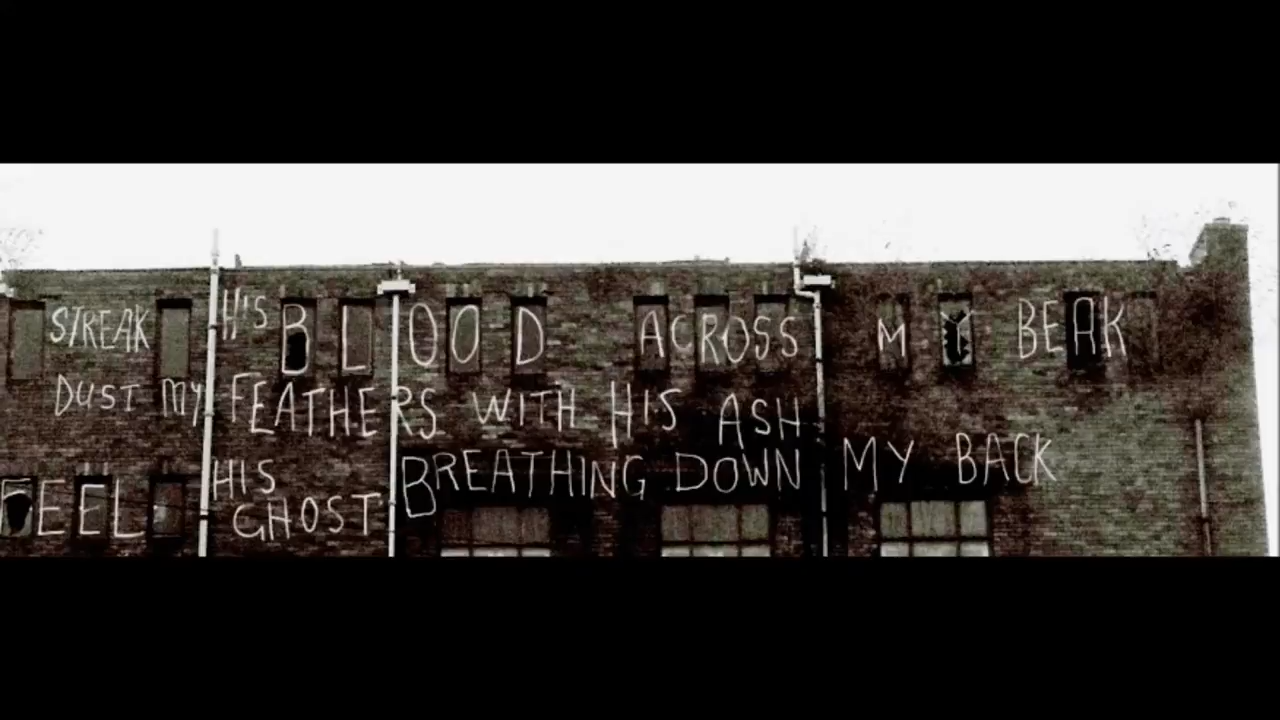 STREAK HIS BLOOD ACROSS MY BEAK
DUST MY FEATHERS WITH HIS ASH
FEEL HIS GHOST BREATHING DOWN MY BACK